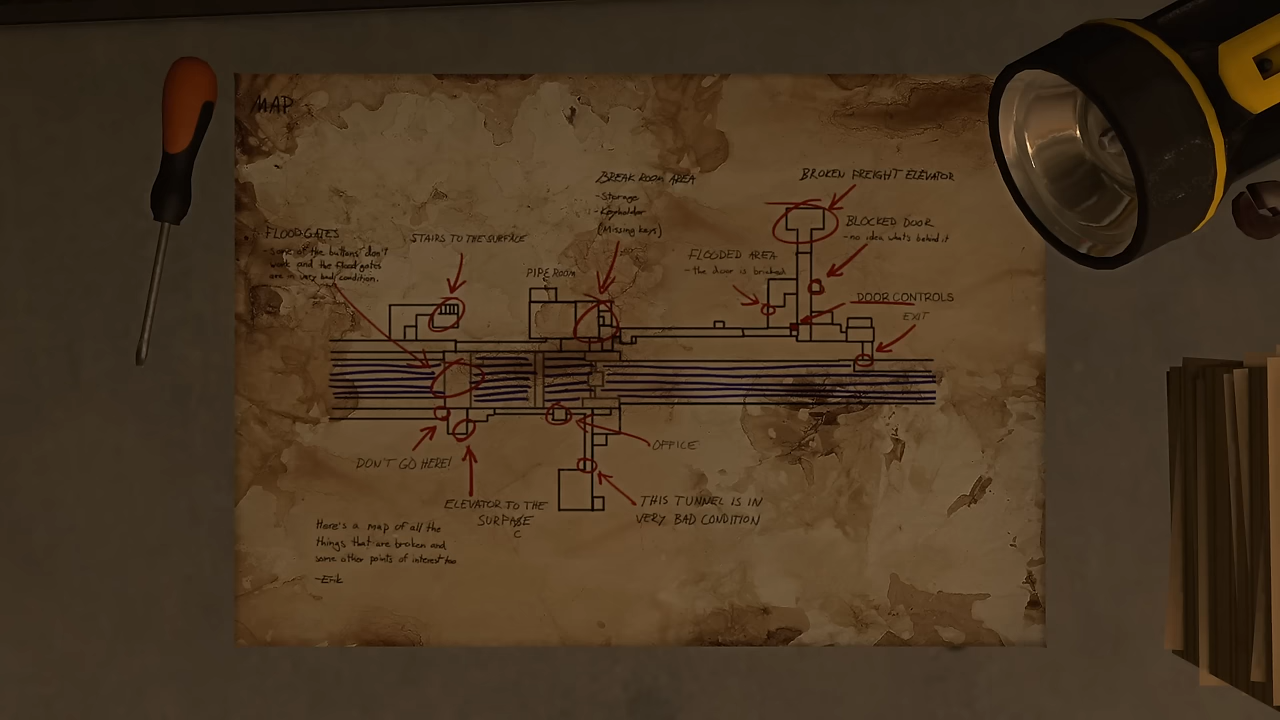 MAP
BREAK ROOM AREA
-Storage
-Keyholder
(Missing keys)
BROKEN FREIGHT ELEVATOR
BLOCKED DOOR
-no idea whats behind it
FLOODGATES
-Some of the buttons don't
work and the flood gates
are in very bad condition.
STAIRS TO THE SURFACE
PIPE ROOM
FLOODED AREA
-the door is bricked
DOOR CONTROLS
EXIT
DON'T GO HERE!
OFFICE
ELEVATOR TO THE
SURFACE
C
THIS TUNNEL IS IN
VERY BAD CONDITION
Here's a map of all the
things that are broken and
some other points of interest too
-Erik